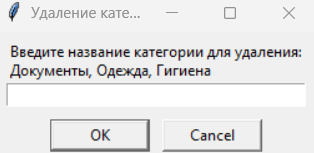 Удаление кате...
Введите название категории для удаления:
Документы, Одежда, Гигиена
OK
Cancel